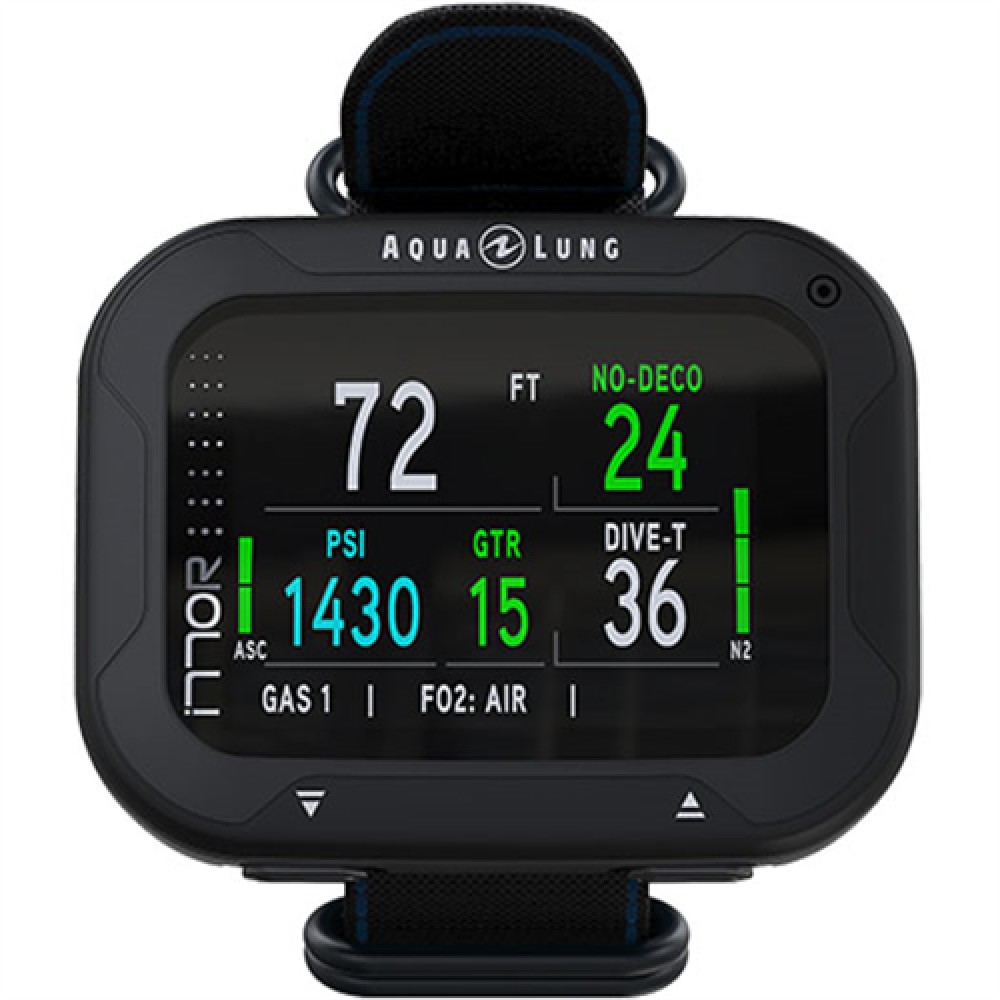 AQUA LUNG
72 FT
NO-DECO
24
PSI
1430
GTR
15
DIVE-T
36
ASC
N2
GAS 1 | FO2: AIR |
i770R